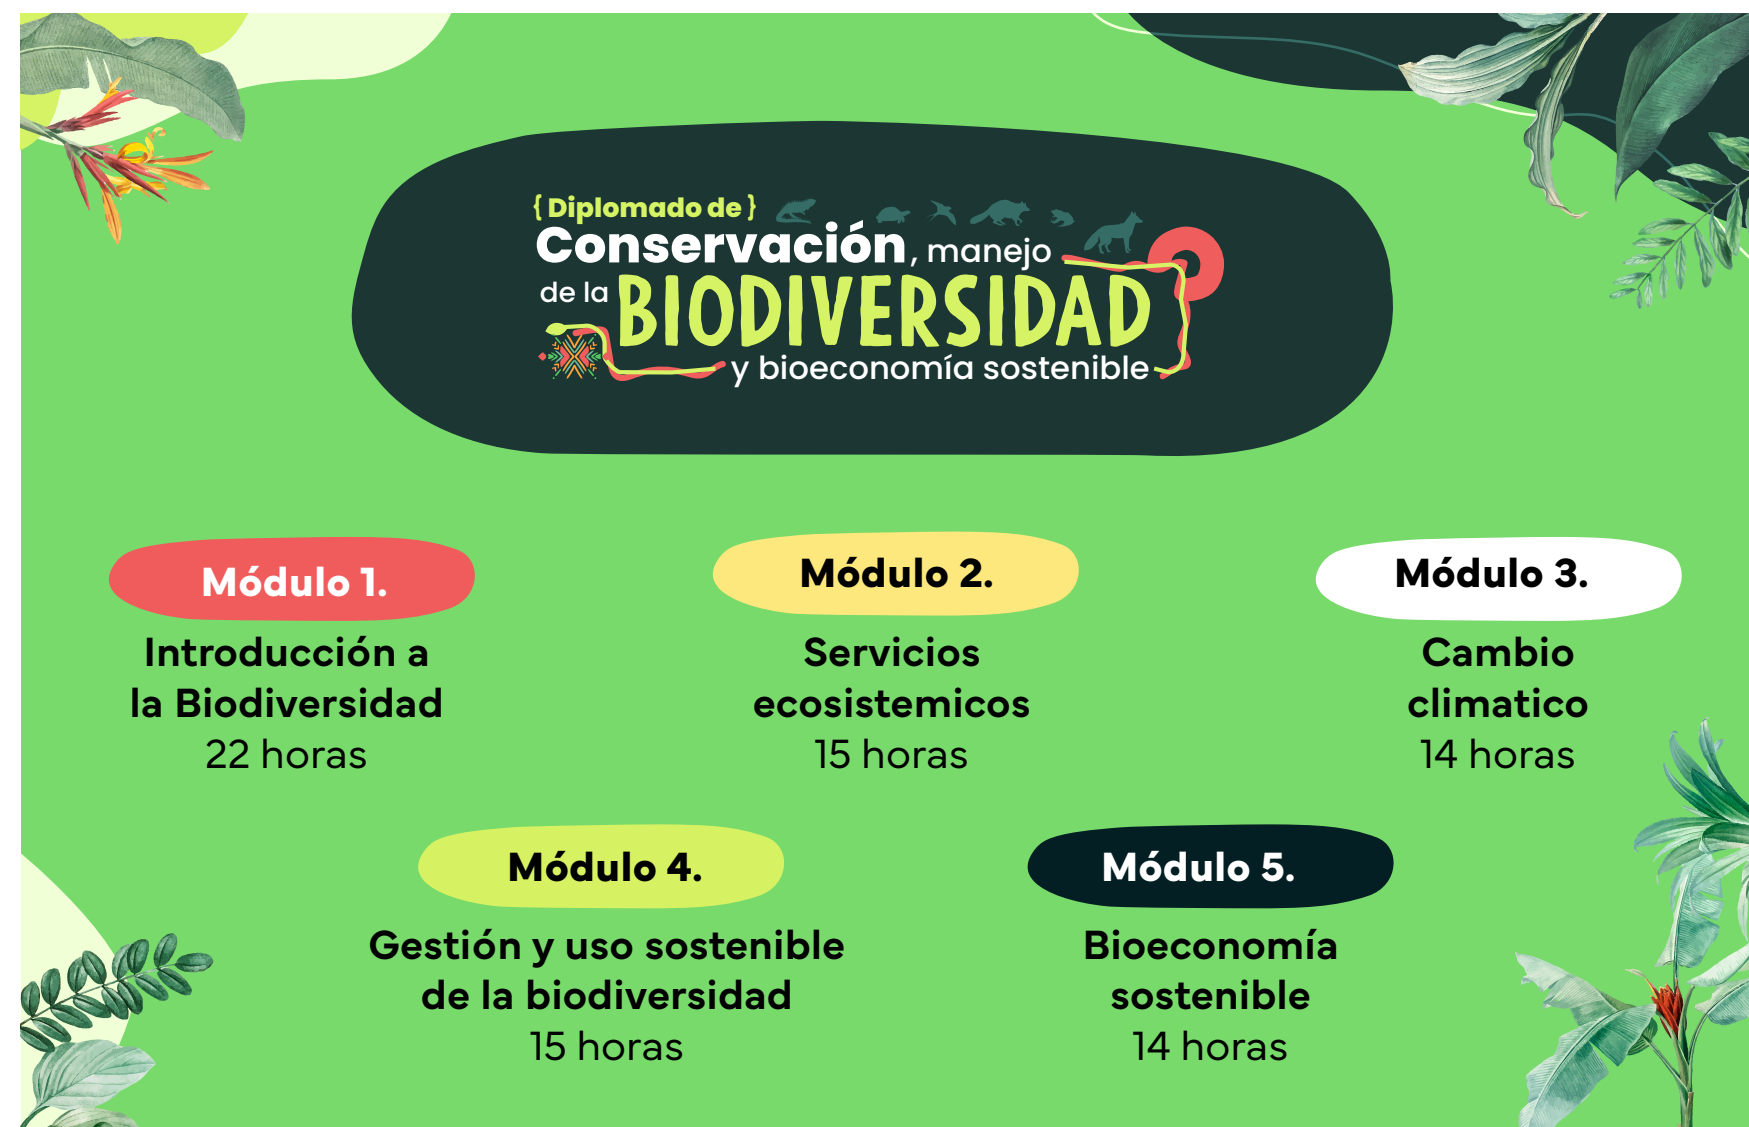 { Diplomado de }
Conservación, manejo
de la BIODIVERSIDAD
y bioeconomía sostenible
Módulo 1.
Introducción a
la Biodiversidad
22 horas
Módulo 2.
Servicios
ecosistemicos
15 horas
Módulo 3.
Cambio
climatico
14 horas
Módulo 4.
Gestión y uso sostenible
de la biodiversidad
15 horas
Módulo 5.
Bioeconomía
sostenible
14 horas